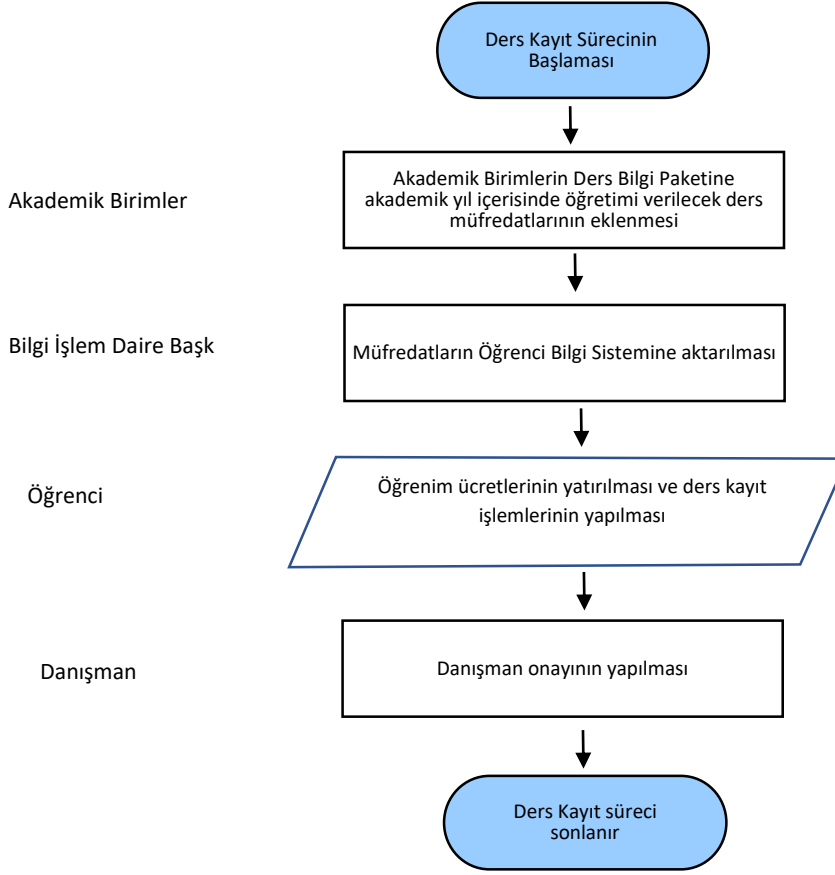 Ders Kayıt Sürecinin
Başlaması
Akademik Birimler
Akademik Birimlerin Ders Bilgi Paketine
akademik yıl içerisinde öğretimi verilecek ders
müfredatlarının eklenmesi
Bilgi İşlem Daire Başk
Müfredatların Öğrenci Bilgi Sistemine aktarılması
Öğrenci
Öğrenim ücretlerinin yatırılması ve ders kayıt
işlemlerinin yapılması
Danışman
Danışman onayının yapılması
Ders Kayıt süreci
sonlanır